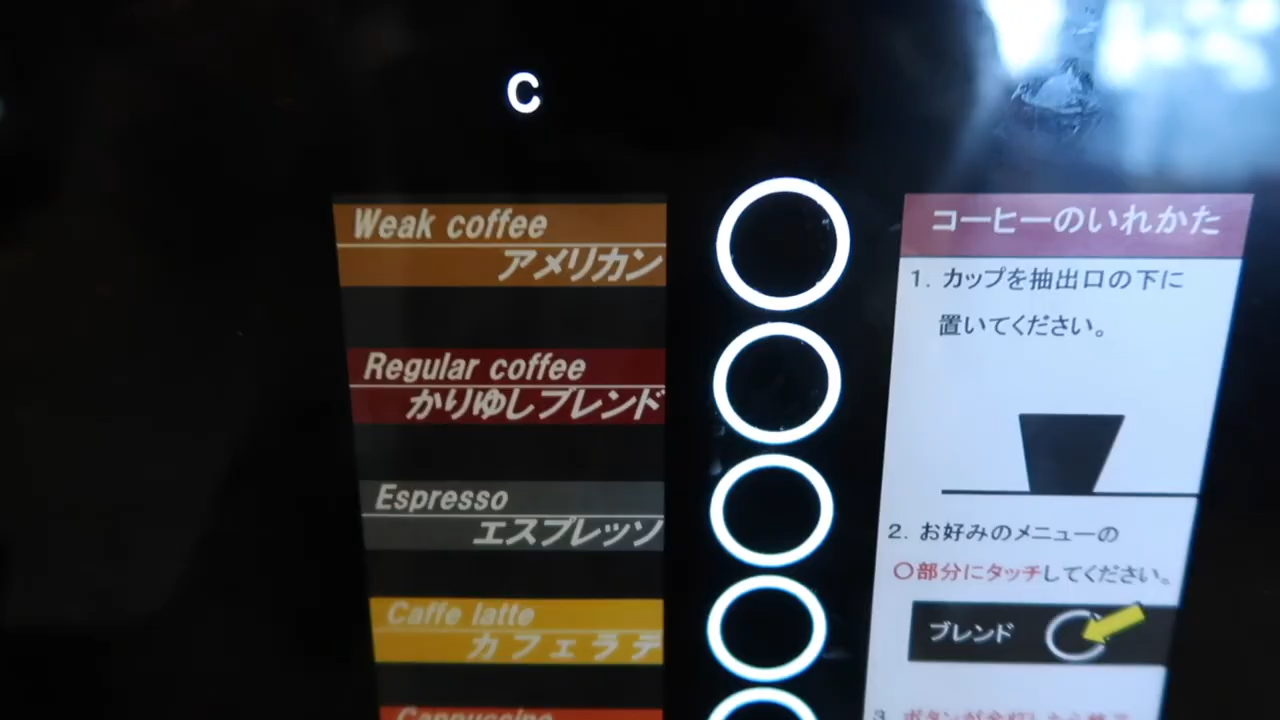 C
Weak coffee
アメリカン
Regular coffee
かりゆしブレンド
Espresso
エスプレッソ
Caffe latte
カフェラテ
Cappuccino
コーヒーのいれかた
1. カップを抽出口の下に
置いてください。
2. お好みのメニューの
〇部分にタッチしてください。
ブレンド
3.